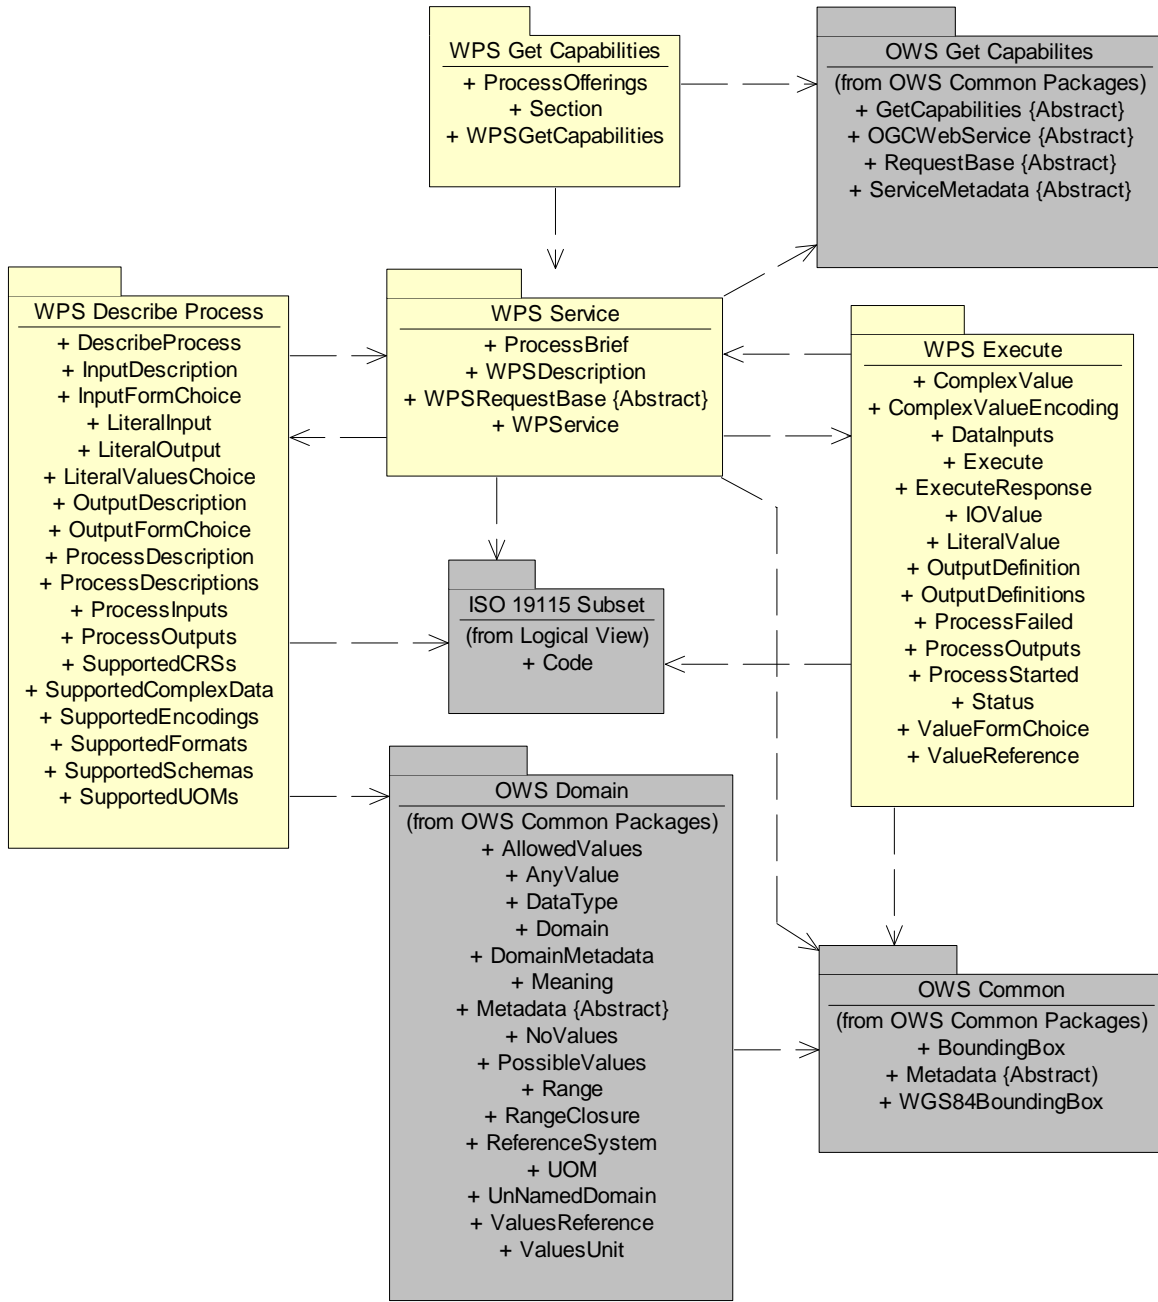 WPS Get Capabilities
+ ProcessOfferings
+ Section
+ WPSGetCapabilities
OWS Get Capabilites
(from OWS Common Packages)
+ GetCapabilities {Abstract}
+ OGCWebService {Abstract}
+ RequestBase {Abstract}
+ ServiceMetadata {Abstract}
WPS Describe Process
+ DescribeProcess
+ InputDescription
+ InputFormChoice
+ LiteralInput
+ LiteralOutput
+ LiteralValuesChoice
+ OutputDescription
+ OutputFormChoice
+ ProcessDescription
+ ProcessDescriptions
+ ProcessInputs
+ ProcessOutputs
+ SupportedCRSs
+ SupportedComplexData
+ SupportedEncodings
+ SupportedFormats
+ SupportedSchemas
+ SupportedUOMs
WPS Service
+ ProcessBrief
+ WPSDescription
+ WPSRequestBase {Abstract}
+ WPService
WPS Execute
+ ComplexValue
+ ComplexValueEncoding
+ DataInputs
+ Execute
+ ExecuteResponse
+ IOValue
+ LiteralValue
+ OutputDefinition
+ OutputDefinitions
+ ProcessFailed
+ ProcessOutputs
+ ProcessStarted
+ Status
+ ValueFormChoice
+ ValueReference
ISO 19115 Subset
(from Logical View)
+ Code
OWS Domain
(from OWS Common Packages)
+ AllowedValues
+ AnyValue
+ DataType
+ Domain
+ DomainMetadata
+ Meaning
+ Metadata {Abstract}
+ NoValues
+ PossibleValues
+ Range
+ RangeClosure
+ ReferenceSystem
+ UOM
+ UnNamedDomain
+ ValuesReference
+ ValuesUnit
OWS Common
(from OWS Common Packages)
+ BoundingBox
+ Metadata {Abstract)
+ WGS84BoundingBox